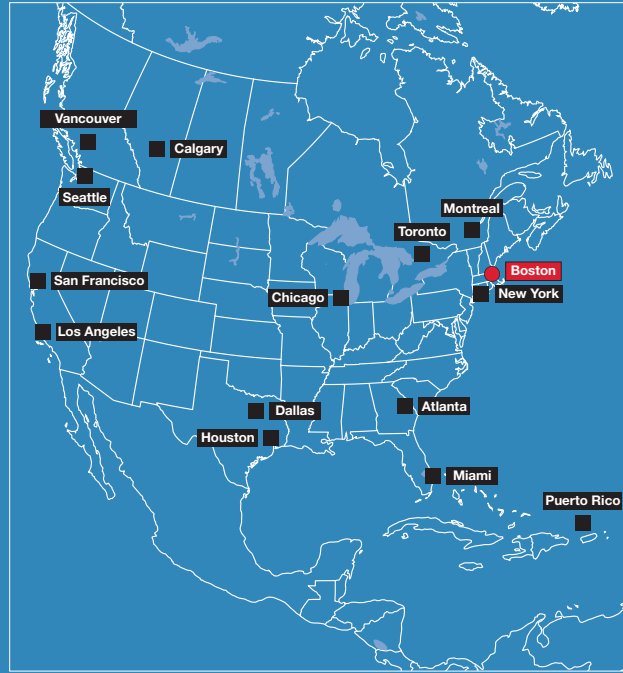 Vancouver
Calgary
Seattle
Montreal
Toronto
Boston
San Francisco
New York
Chicago
Los Angeles
Dallas
Atlanta
Houston
Miami
Puerto Rico